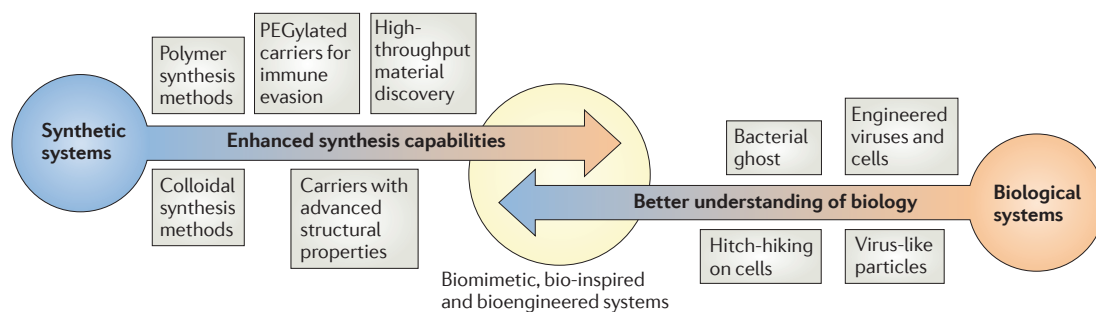 Polymer
synthesis
methods
PEGylated
carriers for
immune
evasion
High-
throughput
material
discovery
Synthetic
systems
Enhanced synthesis capabilities
Colloidal
synthesis
methods
Carriers with
advanced
structural
properties
Biomimetic, bio-inspired
and bioengineered systems
Bacterial
ghost
Engineered
viruses and
cells
Better understanding of biology
Biological
systems
Hitch-hiking
on cells
Virus-like
particles